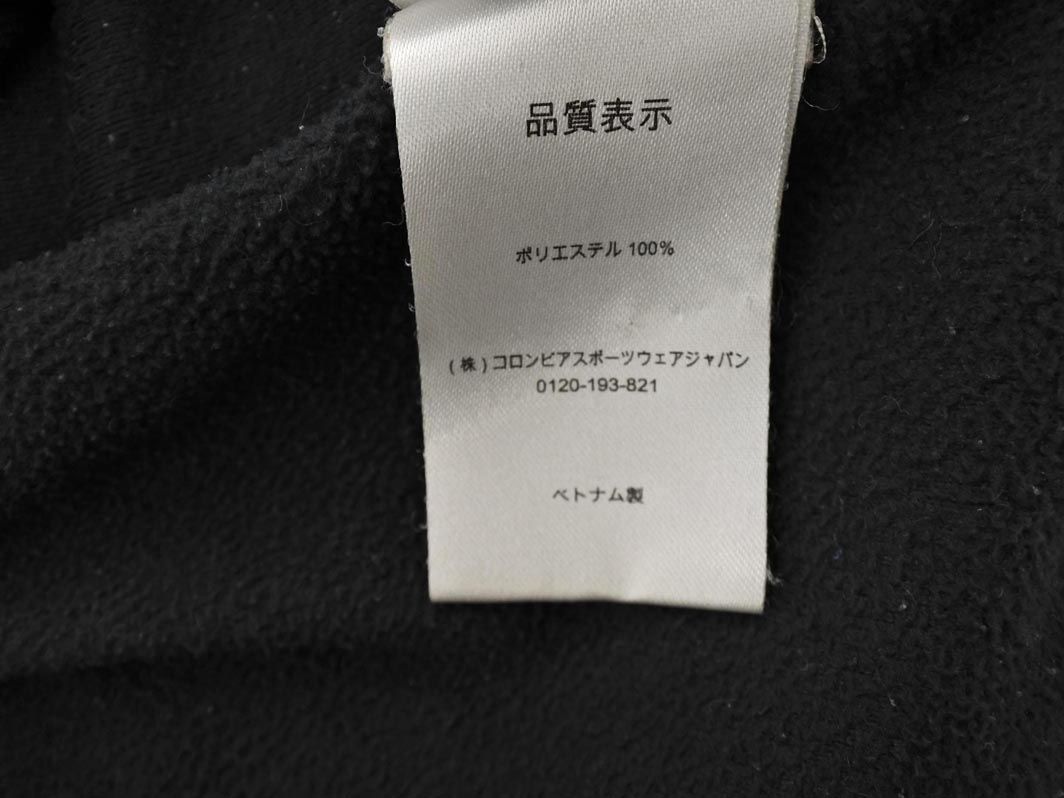 品質表示
ポリエステル 100%
(株)コロンビアスポーツウェアジャパン
0120-193-821
ベトナム製